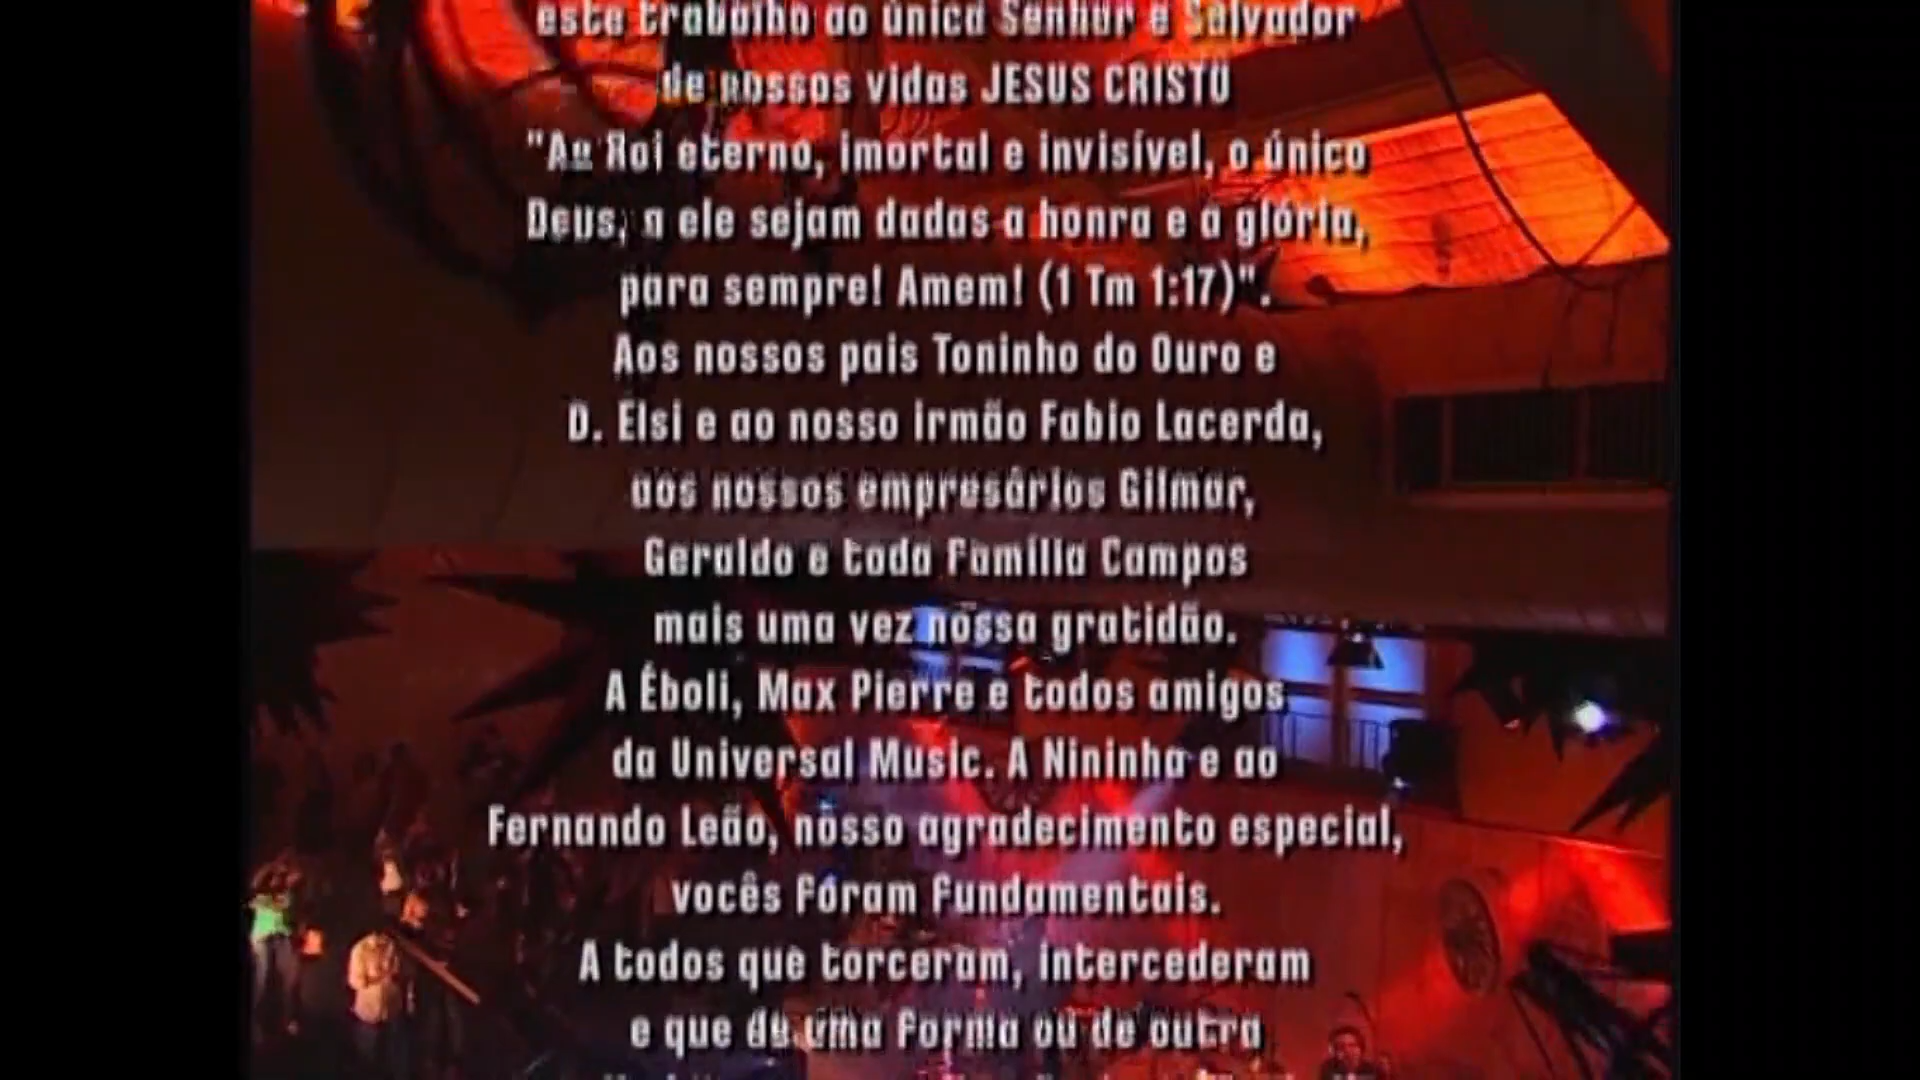 este trabalho ao único Senhor e Salvador
de nossas vidas JESUS CRISTO
"Ao Rei eterno, imortal e invisível, o único
Deus, a ele sejam dadas a honra e a glória,
para sempre! Amem! (1 Tm 1:17)".
Aos nossos pais Toninho do Ouro e
D. Elsi e ao nosso irmão Fabio Lacerda,
aos nossos empresários Gilmar,
Geraldo e toda Família Campos
mais uma vez nossa gratidão.
A Éboli, Max Pierre e todos amigos
da Universal Music. A Nininha e ao
Fernando Leão, nosso agradecimento especial,
vocês foram fundamentais.
A todos que torceram, intercederam
e que de uma forma ou de outra